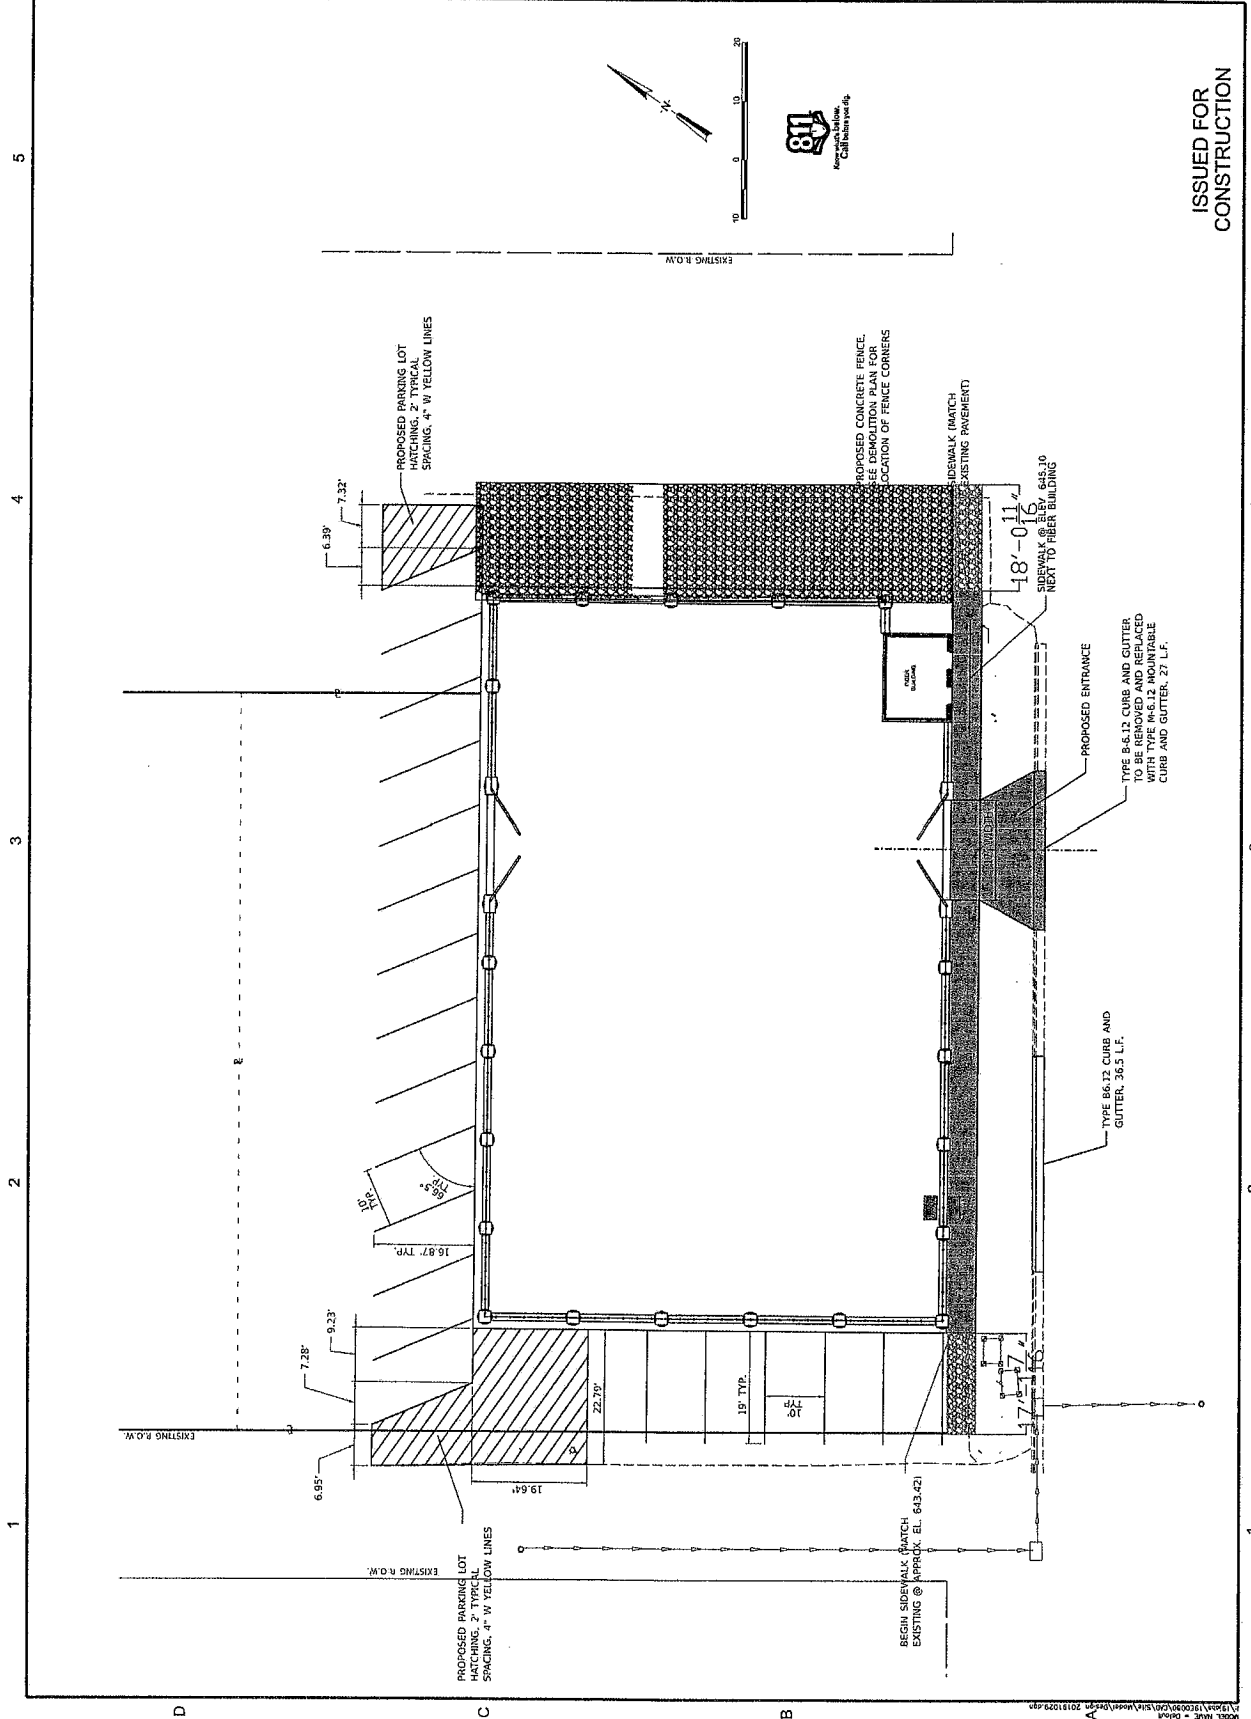 5
4
3
2
1
D
C
B
A
20
10
0
10
-N-
811
Know what's below.
Call before you dig.
ISSUED FOR
CONSTRUCTION
EXISTING R.O.W
PROPOSED PARKING LOT
HATCHING, 2' TYPICAL
SPACING, 4" W YELLOW LINES
7.32'
6.39'
PROPOSED CONCRETE FENCE.
SEE DEMOLITION PLAN FOR
LOCATION OF FENCE CORNERS
SIDEWALK (MATCH
EXISTING PAVEMENT)
18'-0 11/16"
SIDEWALK @ ELEV 645.10
NEXT TO FIBER BUILDING
FIBER
BUILDING
PROPOSED ENTRANCE
WIDTH
TYPE B-6.12 CURB AND GUTTER
TO BE REMOVED AND REPLACED
WITH TYPE M-6.12 MOUNTABLE
CURB AND GUTTER, 27 L.F.
TYPE B6.12 CURB AND
GUTTER, 36.5 L.F.
10'
TYP.
66.5°
TYP
16.87' TYP.
9.23'
7.28'
6.95'
EXISTING R.O.W.
22.79'
19' TYP.
10'
TYP
19.64'
PROPOSED PARKING LOT
HATCHING, 2' TYPICAL
SPACING, 4" W YELLOW LINES
EXISTING R.O.W.
BEGIN SIDEWALK (MATCH
EXISTING @ APPROX. EL. 643.42)
MODEL NAME = Default